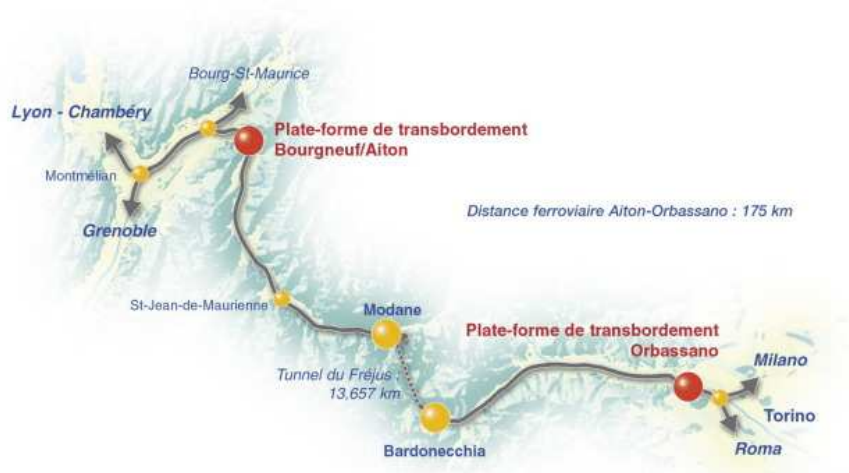 Bourg-St-Maurice
Lyon - Chambéry
Plate-forme de transbordement
Bourgneuf/Aiton
Montmélian
Grenoble
Distance ferroviaire Aiton-Orbassano : 175 km
St-Jean-de-Maurienne
Modane
Plate-forme de transbordement
Orbassano
Milano
Tunnel du Fréjus :
13,657 km
Torino
Roma
Bardonecchia